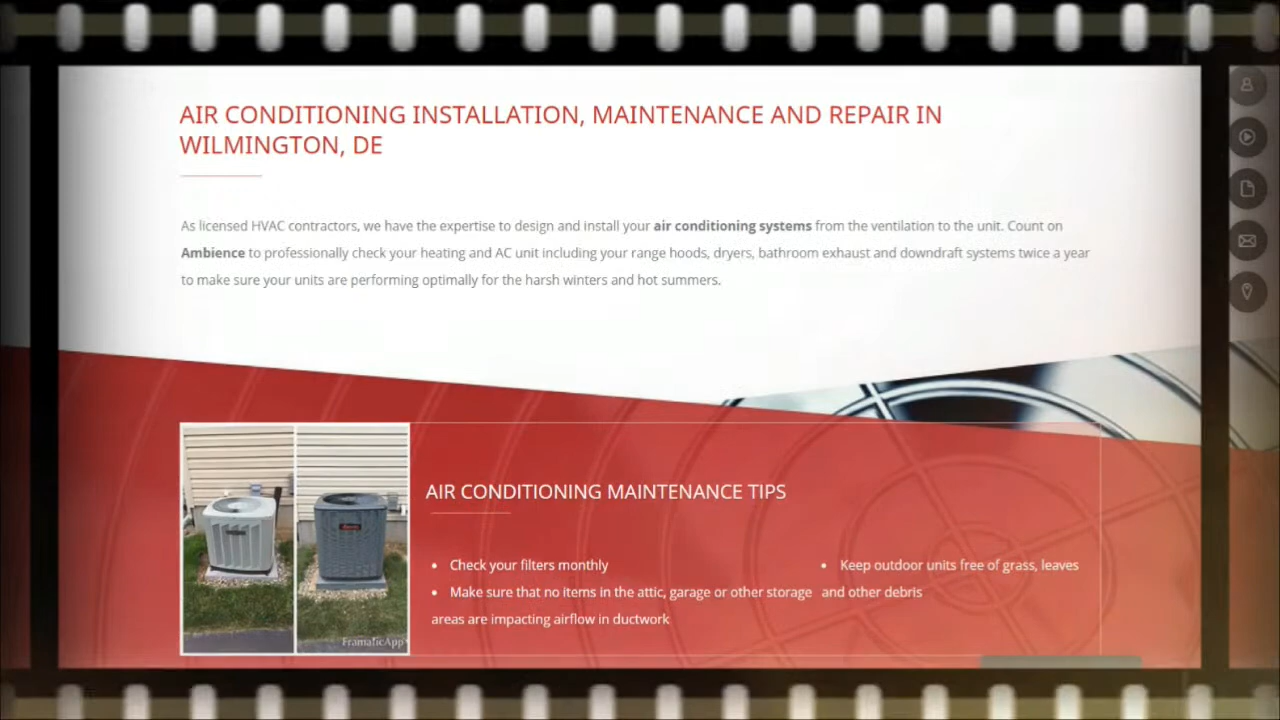 AIR CONDITIONING INSTALLATION, MAINTENANCE AND REPAIR IN
WILMINGTON, DE
As licensed HVAC contractors, we have the expertise to design and install your air conditioning systems from the ventilation to the unit. Count on
Ambience to professionally check your heating and AC unit including your range hoods, dryers, bathroom exhaust and downdraft systems twice a year
to make sure your units are performing optimally for the harsh winters and hot summers.
AIR CONDITIONING MAINTENANCE TIPS
• Check your filters monthly
• Make sure that no items in the attic, garage or other storage
areas are impacting airflow in ductwork
• Keep outdoor units free of grass, leaves
and other debris
FramaticApp